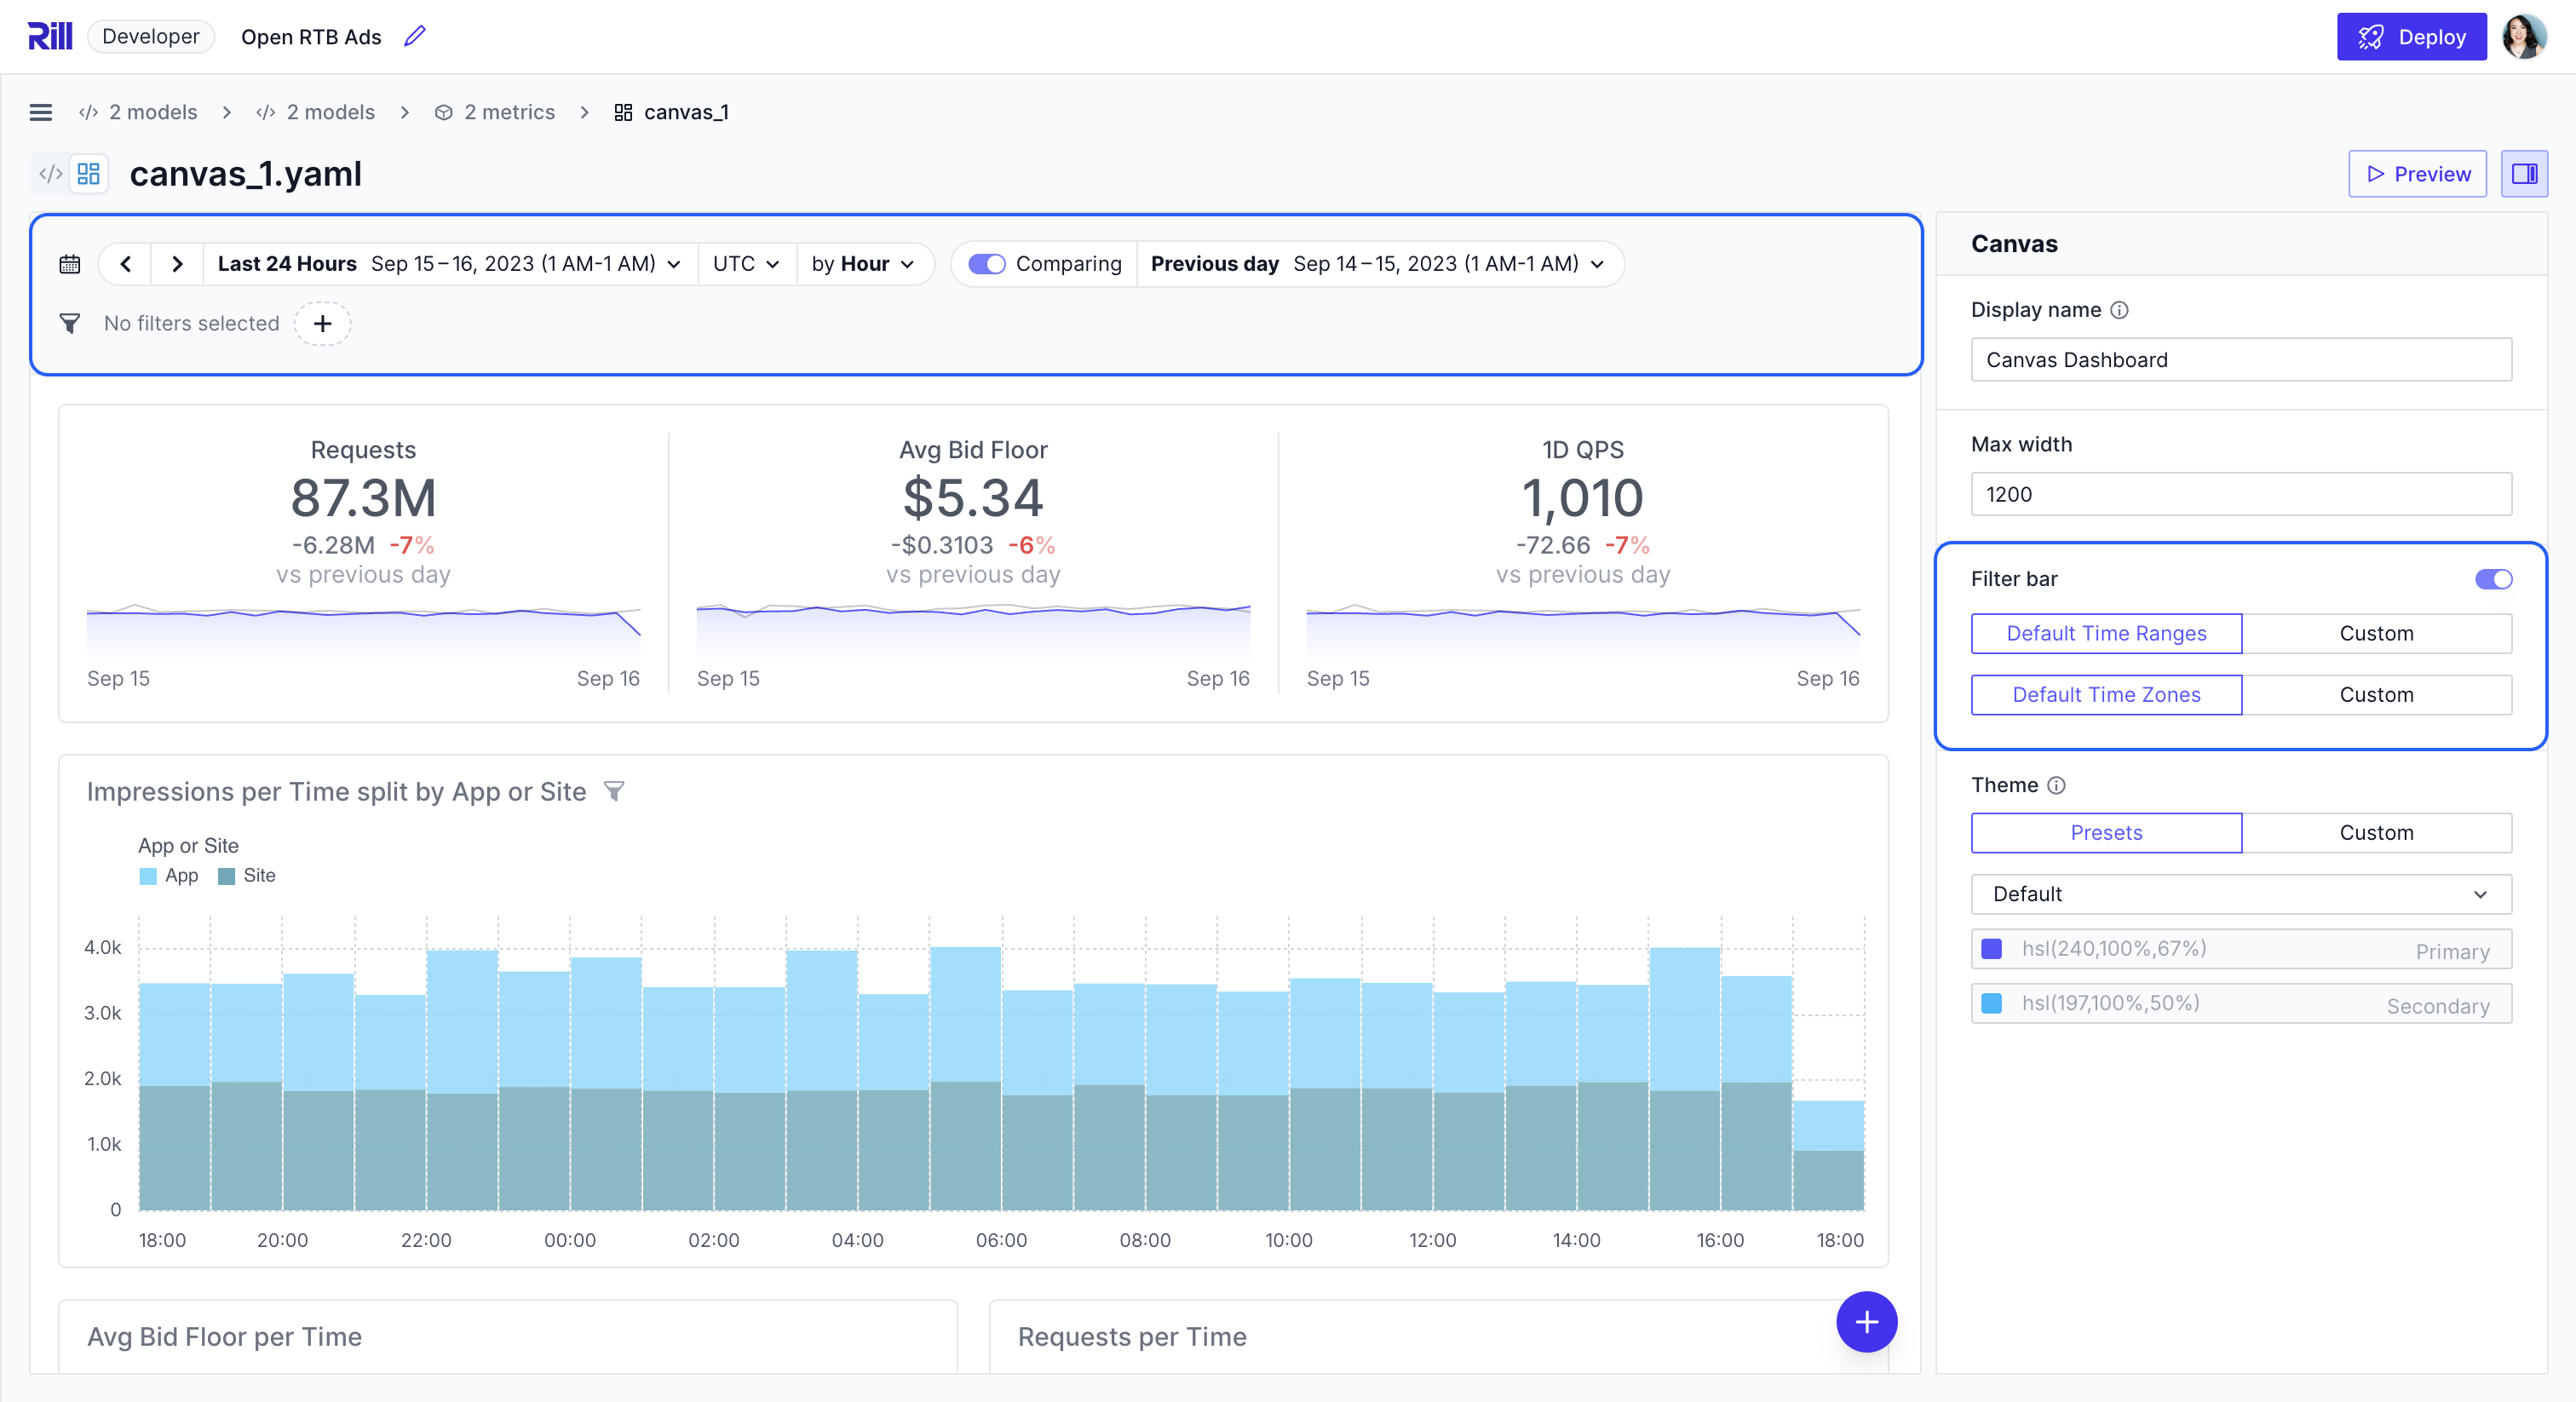 Rill Developer Open RTB Ads Deploy
2 models 2 models 2 metrics canvas_1
canvas_1.yaml Preview
Last 24 Hours Sep 15–16, 2023 (1 AM-1 AM) UTC by Hour Comparing Previous day Sep 14–15, 2023 (1 AM-1 AM)
No filters selected
Requests
87.3M
-6.28M -7%
vs previous day
Sep 15 Sep 16
Avg Bid Floor
$5.34
-$0.3103 -6%
vs previous day
Sep 15 Sep 16
1D QPS
1,010
-72.66 -7%
vs previous day
Sep 15 Sep 16
Impressions per Time split by App or Site
App or Site
App Site
4.0k
3.0k
2.0k
1.0k
0
18:00 20:00 22:00 00:00 02:00 04:00 06:00 08:00 10:00 12:00 14:00 16:00 18:00
Avg Bid Floor per Time Requests per Time
Canvas
Display name
Canvas Dashboard
Max width
1200
Filter bar
Default Time Ranges Custom
Default Time Zones Custom
Theme
Presets Custom
Default
hsl(240,100%,67%) Primary
hsl(197,100%,50%) Secondary